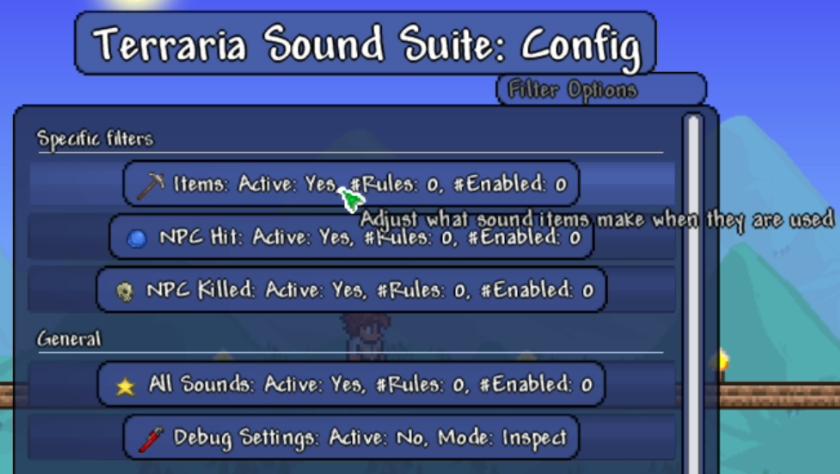 Terraria Sound Suite: Config
Filter Options
Specific filters
Items: Active: Yes, #Rules: 0, #Enabled: 0
Adjust what sound items make when they are used
NPC Hit: Active: Yes, #Rules: 0, #Enabled: 0
NPC Killed: Active: Yes, #Rules: 0, #Enabled: 0
General
All Sounds: Active: Yes, #Rules: 0, #Enabled: 0
Debug Settings: Active: No, Mode: Inspect